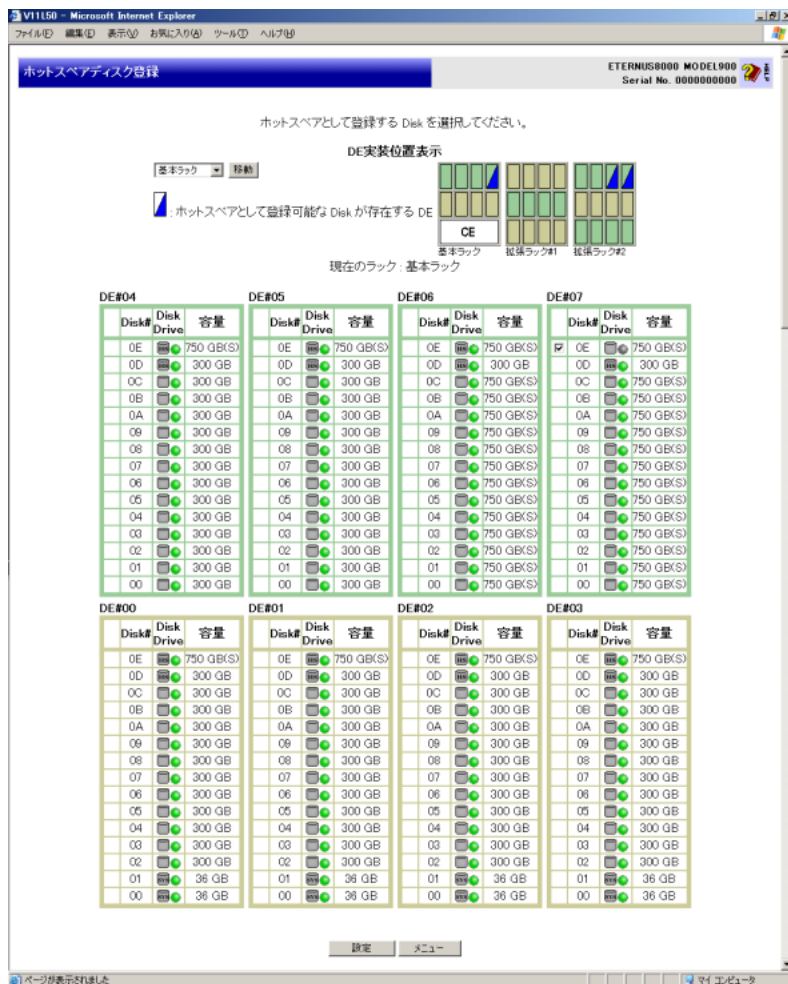 V11L50 - Microsoft Internet Explorer
ファイル(F) 編集(E) 表示(V) お気に入り(A) ツール(T) ヘルプ(H)
ホットスペアディスク登録
ETERNUS8000 MODEL900
Serial No. 0000000000
HELP
ホットスペアとして登録する Disk を選択してください。
DE実装位置表示
基本ラック 移動
: ホットスペアとして登録可能な Disk が存在する DE
CE
基本ラック 拡張ラック#1 拡張ラック#2
現在のラック : 基本ラック
DE#04 DE#05 DE#06 DE#07
Disk# Disk Drive 容量 Disk# Disk Drive 容量 Disk# Disk Drive 容量 Disk# Disk Drive 容量
0E HS 750 GB(S) 0E HS 750 GB(S) 0E HS 750 GB(S) 0E 750 GB(S)
0D HS 300 GB 0D HS 300 GB 0D HS 300 GB 0D HS 300 GB
0C 300 GB 0C 300 GB 0C 750 GB(S) 0C 750 GB(S)
0B 300 GB 0B 300 GB 0B 750 GB(S) 0B 750 GB(S)
0A 300 GB 0A 300 GB 0A 750 GB(S) 0A 750 GB(S)
09 300 GB 09 300 GB 09 750 GB(S) 09 750 GB(S)
08 300 GB 08 300 GB 08 750 GB(S) 08 750 GB(S)
07 300 GB 07 300 GB 07 750 GB(S) 07 750 GB(S)
06 300 GB 06 300 GB 06 750 GB(S) 06 750 GB(S)
05 300 GB 05 300 GB 05 750 GB(S) 05 750 GB(S)
04 300 GB 04 300 GB 04 750 GB(S) 04 750 GB(S)
03 300 GB 03 300 GB 03 750 GB(S) 03 750 GB(S)
02 300 GB 02 300 GB 02 750 GB(S) 02 750 GB(S)
01 300 GB 01 300 GB 01 750 GB(S) 01 750 GB(S)
00 300 GB 00 300 GB 00 750 GB(S) 00 750 GB(S)
DE#00 DE#01 DE#02 DE#03
Disk# Disk Drive 容量 Disk# Disk Drive 容量 Disk# Disk Drive 容量 Disk# Disk Drive 容量
0E HS 750 GB(S) 0E HS 750 GB(S) 0E HS 750 GB(S) 0E HS 750 GB(S)
0D HS 300 GB 0D HS 300 GB 0D HS 300 GB 0D HS 300 GB
0C 300 GB 0C 300 GB 0C 300 GB 0C 300 GB
0B 300 GB 0B 300 GB 0B 300 GB 0B 300 GB
0A 300 GB 0A 300 GB 0A 300 GB 0A 300 GB
09 300 GB 09 300 GB 09 300 GB 09 300 GB
08 300 GB 08 300 GB 08 300 GB 08 300 GB
07 300 GB 07 300 GB 07 300 GB 07 300 GB
06 300 GB 06 300 GB 06 300 GB 06 300 GB
05 300 GB 05 300 GB 05 300 GB 05 300 GB
04 300 GB 04 300 GB 04 300 GB 04 300 GB
03 300 GB 03 300 GB 03 300 GB 03 300 GB
02 300 GB 02 300 GB 02 300 GB 02 300 GB
01 SYS 36 GB 01 SYS 36 GB 01 SYS 36 GB 01 SYS 36 GB
00 SYS 36 GB 00 SYS 36 GB 00 SYS 36 GB 00 SYS 36 GB
設定 メニュー
ページが表示されました マイ コンピュータ